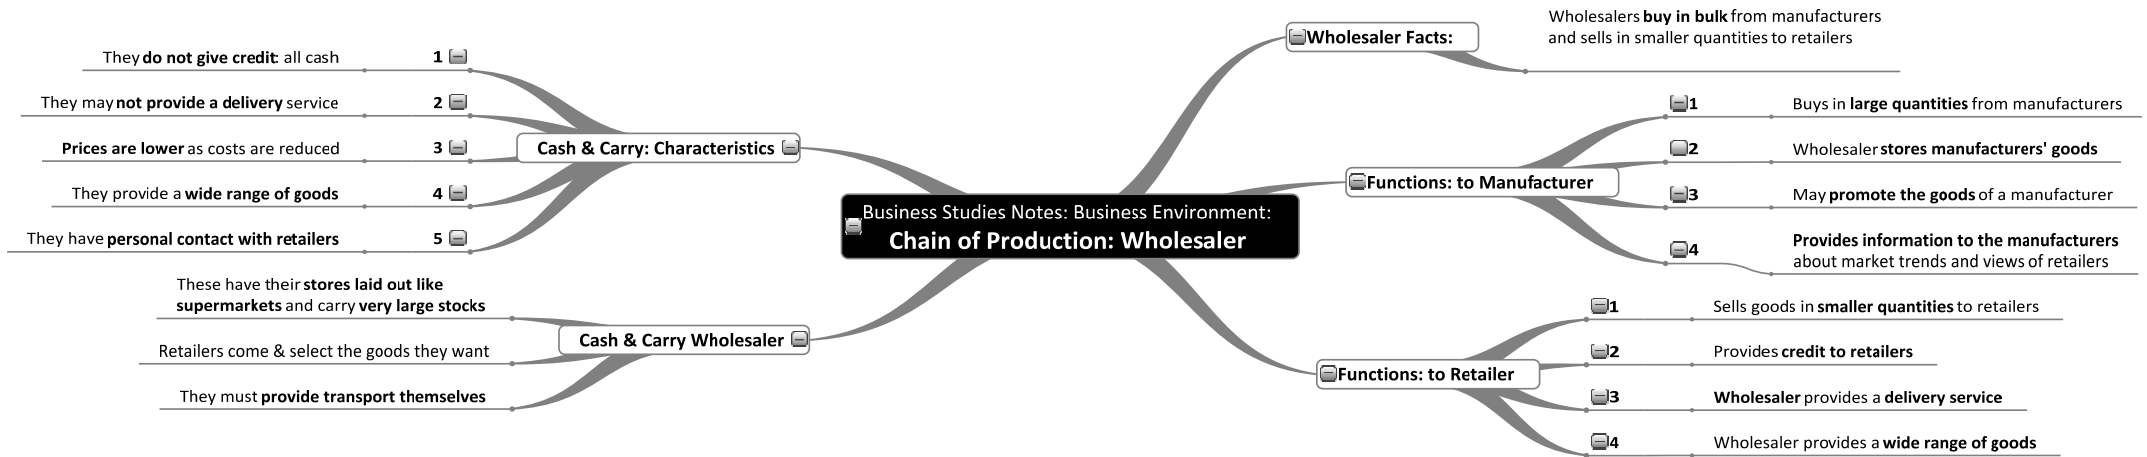 Business Studies Notes: Business Environment:
Chain of Production: Wholesaler
Wholesaler Facts:
Wholesalers buy in bulk from manufacturers
and sells in smaller quantities to retailers
Functions: to Manufacturer
1 Buys in large quantities from manufacturers
2 Wholesaler stores manufacturers' goods
3 May promote the goods of a manufacturer
4 Provides information to the manufacturers
about market trends and views of retailers
Functions: to Retailer
1 Sells goods in smaller quantities to retailers
2 Provides credit to retailers
3 Wholesaler provides a delivery service
4 Wholesaler provides a wide range of goods
Cash & Carry: Characteristics
They do not give credit: all cash 1
They may not provide a delivery service 2
Prices are lower as costs are reduced 3
They provide a wide range of goods 4
They have personal contact with retailers 5
Cash & Carry Wholesaler
These have their stores laid out like
supermarkets and carry very large stocks
Retailers come & select the goods they want
They must provide transport themselves